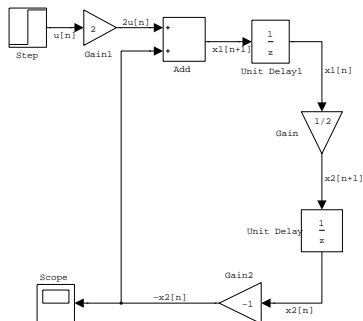 2u[n]
2
+
+
Step
u[n]
Gain1
Add
x1[n+1]
1
z
Unit Delay1
x1[n]
1/2
Gain
x2[n+1]
Unit Delay
1
z
Scope
Gain2
-x2[n]
-1
x2[n]